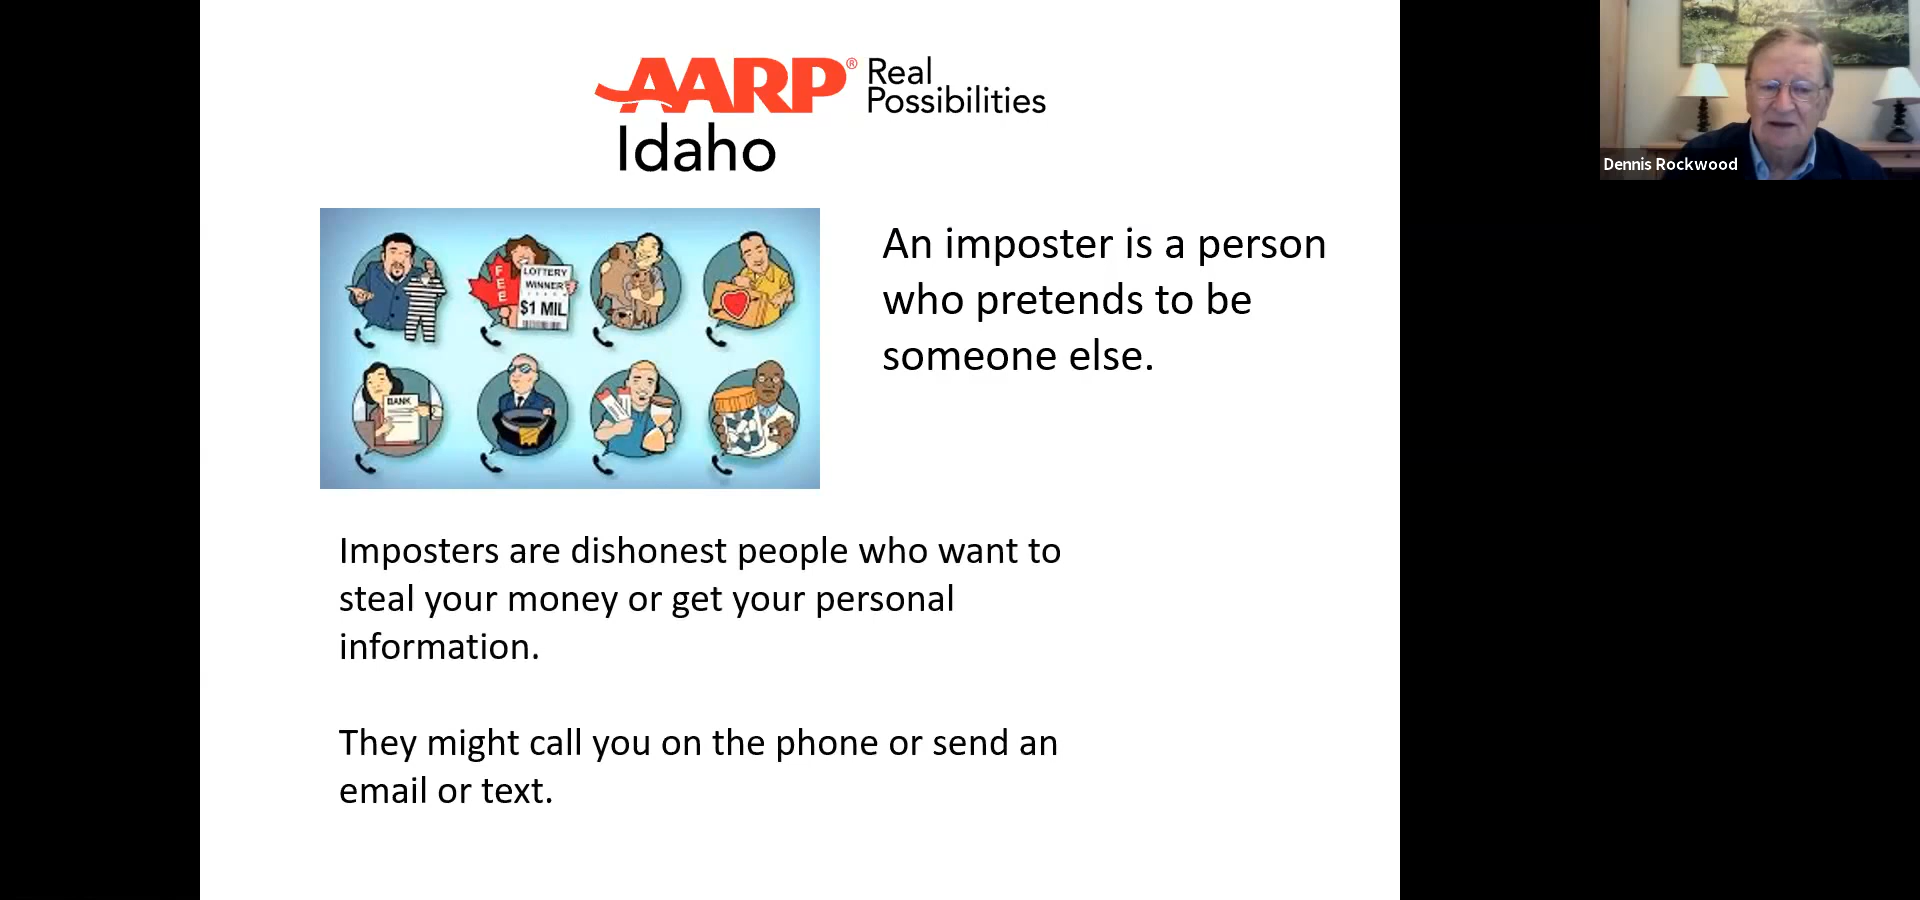 AARP® Real
Possibilities
Idaho
Dennis Rockwood
An imposter is a person
who pretends to be
someone else.
FEE
LOTTERY
WINNER
$1 MIL
BANK
Imposters are dishonest people who want to
steal your money or get your personal
information.
They might call you on the phone or send an
email or text.